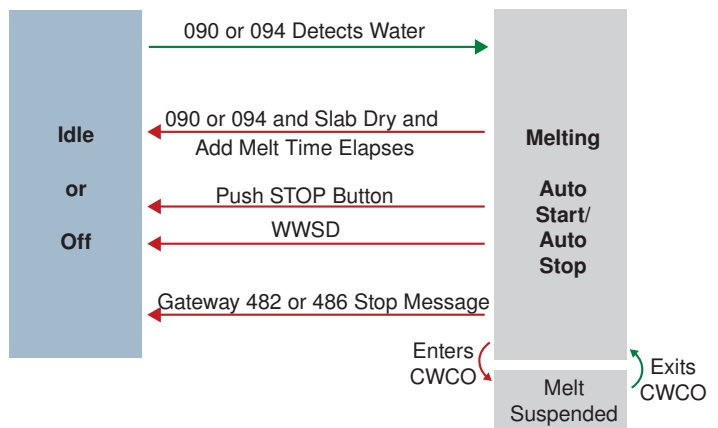 090 or 094 Detects Water
Idle
or
Off
090 or 094 and Slab Dry and
Add Melt Time Elapses
Push STOP Button
WWSD
Gateway 482 or 486 Stop Message
Melting
Auto
Start/
Auto
Stop
Enters
CWCO
Exits
CWCO
Melt
Suspended